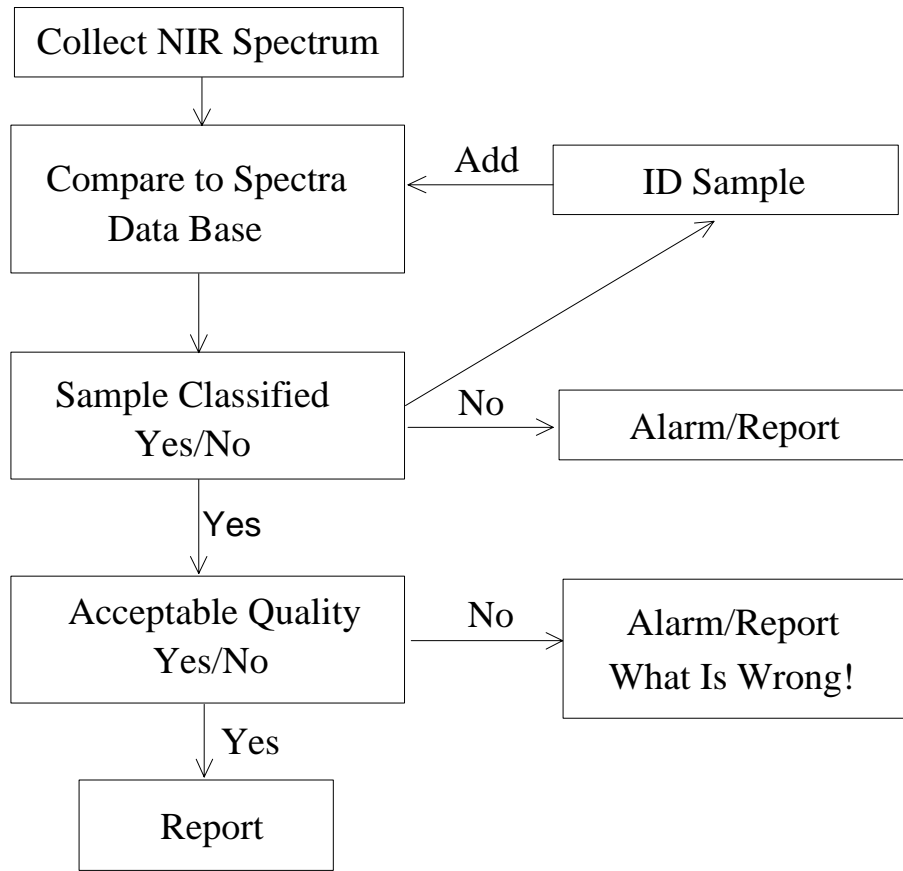 Collect NIR Spectrum
Compare to Spectra
Data Base
Add
ID Sample
Sample Classified
Yes/No
No
Alarm/Report
Yes
Acceptable Quality
Yes/No
No
Alarm/Report
What Is Wrong!
Yes
Report